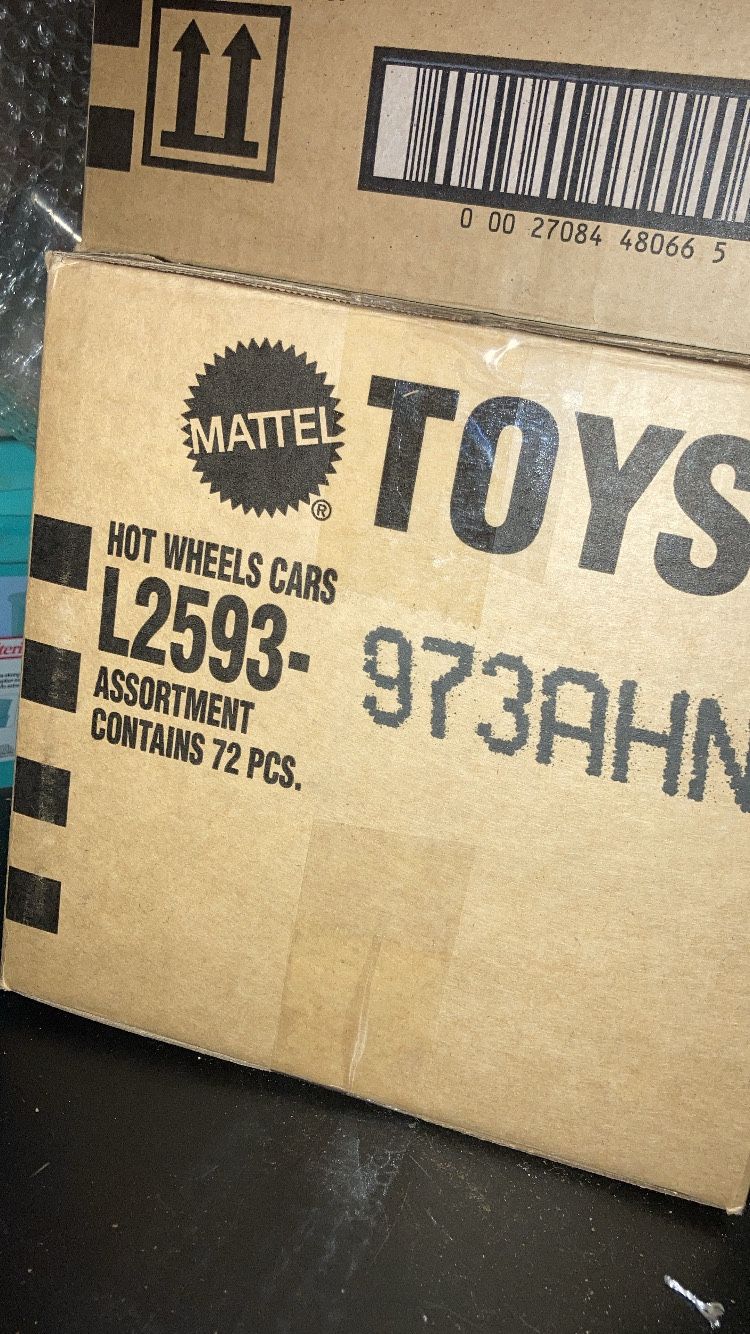 0 00 27084 48066 5
MATTEL
®
TOYS
HOT WHEELS CARS
L2593-
973AHN
ASSORTMENT
CONTAINS 72 PCS.